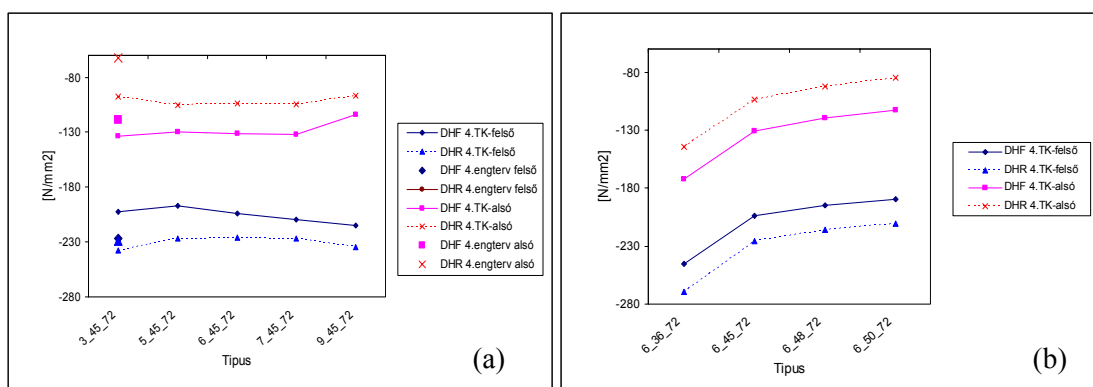 -80
-130
-180
-230
-280
[N/mm2]
3_45_72
5_45_72
6_45_72
7_45_72
9_45_72
Tipus
DHF 4.TK-felső
DHR 4.TK-felső
DHF 4.engterv felső
DHR 4.engterv felső
DHF 4.TK-alsó
DHR 4.TK-alsó
DHF 4.engterv alsó
DHR 4.engterv alsó
(a)
-80
-130
-180
-230
-280
[N/mm2]
6_36_72
6_45_72
6_48_72
6_50_72
Tipus
DHF 4.TK-felső
DHR 4.TK-felső
DHF 4.TK-alsó
DHR 4.TK-alsó
(b)